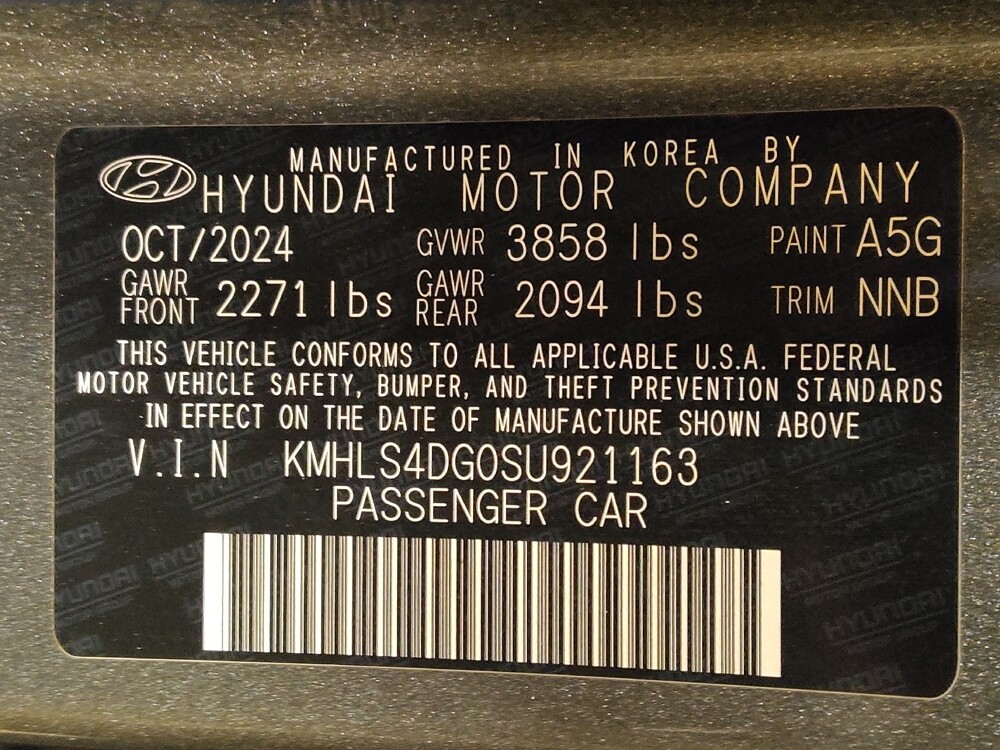 MANUFACTURED IN KOREA BY
HYUNDAI MOTOR COMPANY
OCT/2024 GVWR 3858 lbs PAINT A5G
GAWR FRONT 2271 lbs GAWR REAR 2094 lbs TRIM NNB
THIS VEHICLE CONFORMS TO ALL APPLICABLE U.S.A. FEDERAL
MOTOR VEHICLE SAFETY, BUMPER, AND THEFT PREVENTION STANDARDS
IN EFFECT ON THE DATE OF MANUFACTURE SHOWN ABOVE
V.I.N KMHLS4DG0SU921163
PASSENGER CAR